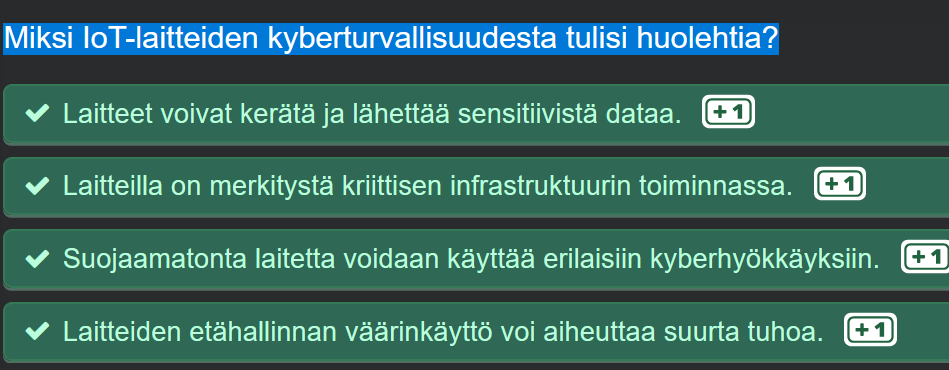 Miksi IoT-laitteiden kyberturvallisuudesta tulisi huolehtia?
✔ Laitteet voivat kerätä ja lähettää sensitiivistä dataa. +1
✔ Laitteilla on merkitystä kriittisen infrastruktuurin toiminnassa. +1
✔ Suojaamatonta laitetta voidaan käyttää erilaisiin kyberhyökkäyksiin. +1
✔ Laitteiden etähallinnan väärinkäyttö voi aiheuttaa suurta tuhoa. +1